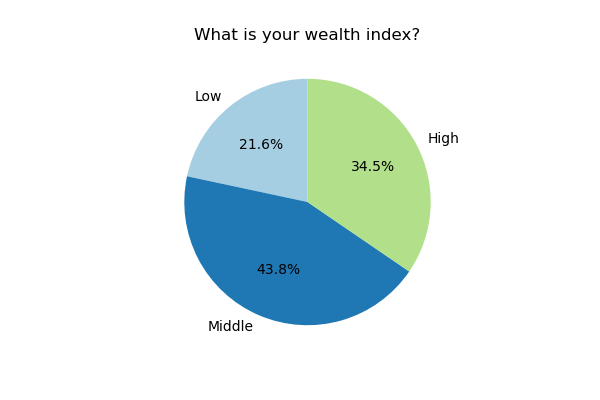 What is your wealth index?
Low
21.6%
High
34.5%
43.8%
Middle